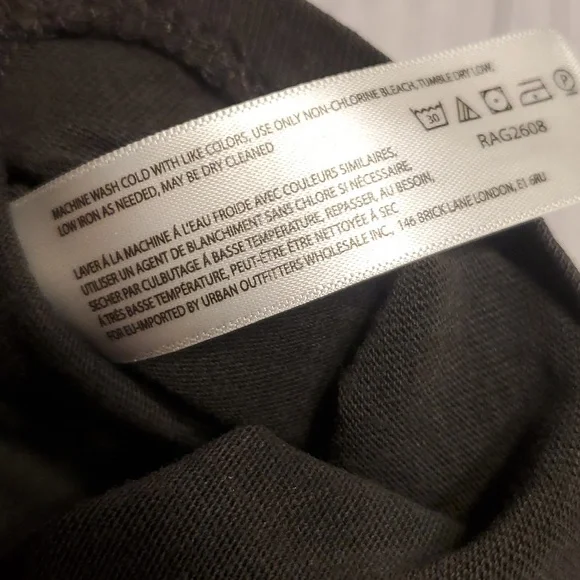 MACHINE WASH COLD WITH LIKE COLORS, USE ONLY NON-CHLORINE BLEACH, TUMBLE DRY LOW,
LOW IRON AS NEEDED, MAY BE DRY CLEANED
30
P
RAG2608
LAVER À LA MACHINE À L'EAU FROIDE AVEC COULEURS SIMILAIRES,
UTILISER UN AGENT DE BLANCHIMENT SANS CHLORE SI NÉCESSAIRE,
SÉCHER PAR CULBUTAGE À BASSE TEMPÉRATURE, REPASSER, AU BESOIN,
À TRÈS BASSE TEMPÉRATURE, PEUT-ÊTRE ÊTRE NETTOYÉE À SEC
FOR EU-IMPORTED BY URBAN OUTFITTERS WHOLESALE INC., 146 BRICK LANE LONDON, E1 6RU